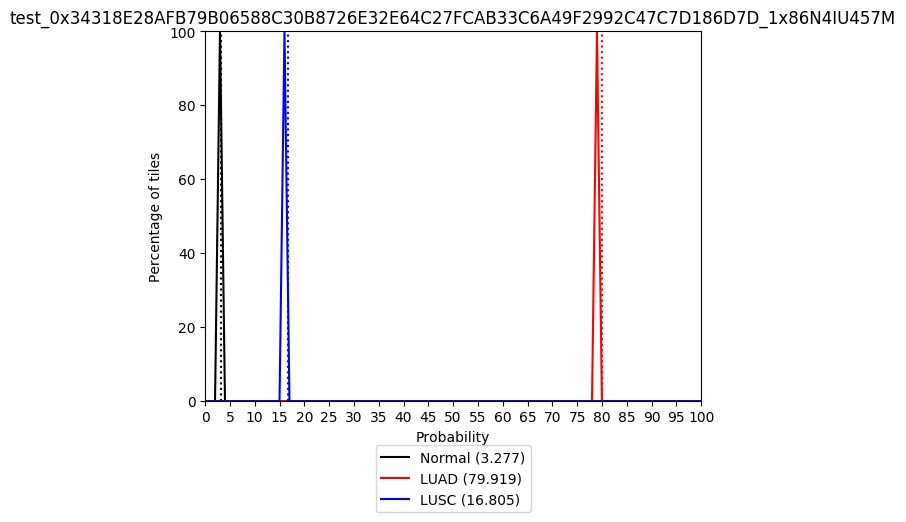 test_0x34318E28AFB79B06588C30B8726E32E64C27FCAB33C6A49F2992C47C7D186D7D_1x86N4IU457M
100
80
60
40
20
0
Percentage of tiles
0 5 10 15 20 25 30 35 40 45 50 55 60 65 70 75 80 85 90 95 100
Probability
Normal (3.277)
LUAD (79.919)
LUSC (16.805)